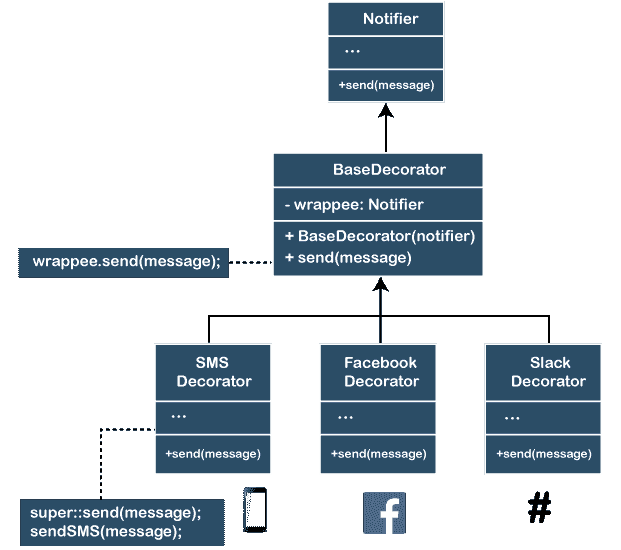 Notifier
...
+send(message)
BaseDecorator
- wrappee: Notifier
+ BaseDecorator(notifier)
+ send(message)
wrappee.send(message);
SMS
Decorator
...
+send(message)
Facebook
Decorator
...
+send(message)
Slack
Decorator
...
+send(message)
super::send(message);
sendSMS(message);
f
#